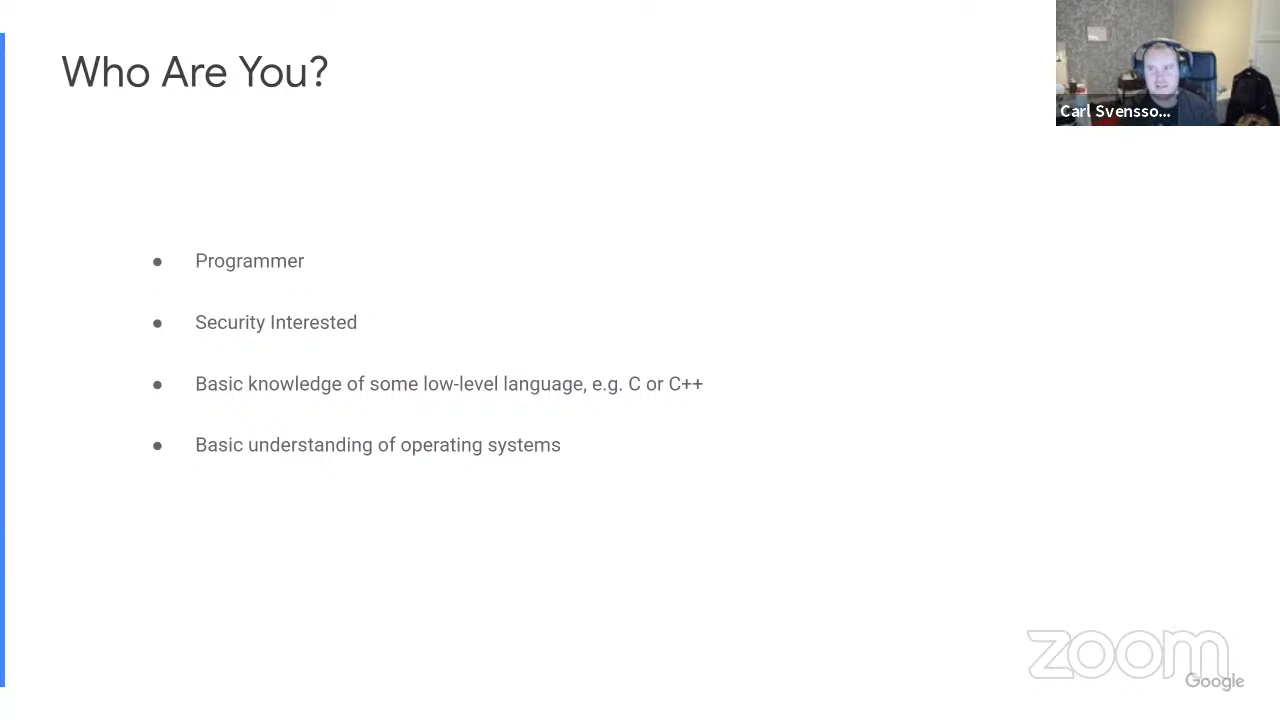 Who Are You?
Carl Svensso...
● Programmer
● Security Interested
● Basic knowledge of some low-level language, e.g. C or C++
● Basic understanding of operating systems
zoom
Google